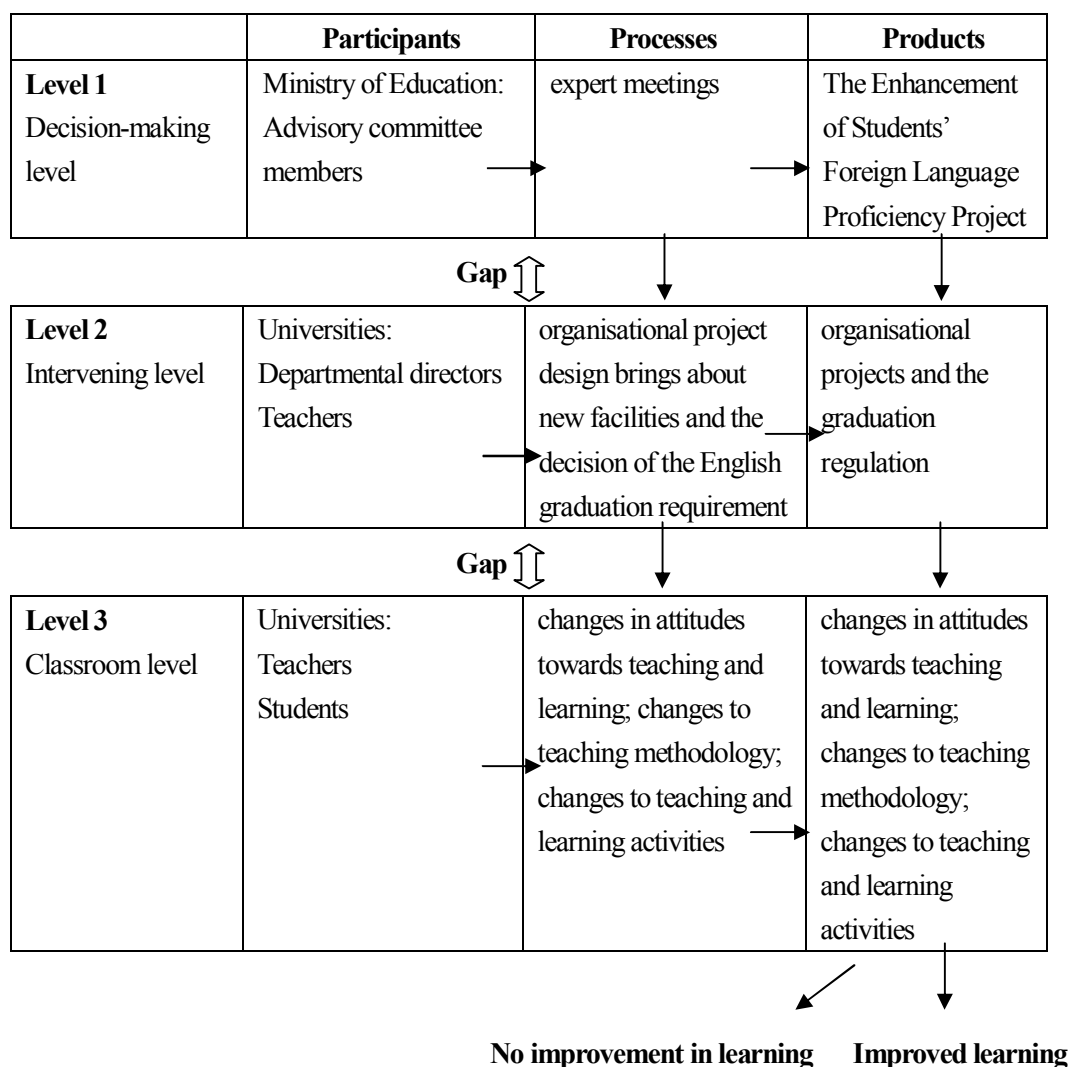 Participants Processes Products
Level 1
Decision-making
level
Ministry of Education:
Advisory committee
members
expert meetings
The Enhancement
of Students’
Foreign Language
Proficiency Project
Gap
Level 2
Intervening level
Universities:
Departmental directors
Teachers
organisational project
design brings about
new facilities and the
decision of the English
graduation requirement
organisational
projects and the
graduation
regulation
Gap
Level 3
Classroom level
Universities:
Teachers
Students
changes in attitudes
towards teaching and
learning; changes to
teaching methodology;
changes to teaching and
learning activities
changes in attitudes
towards teaching
and learning;
changes to teaching
methodology;
changes to teaching
and learning
activities
No improvement in learning Improved learning